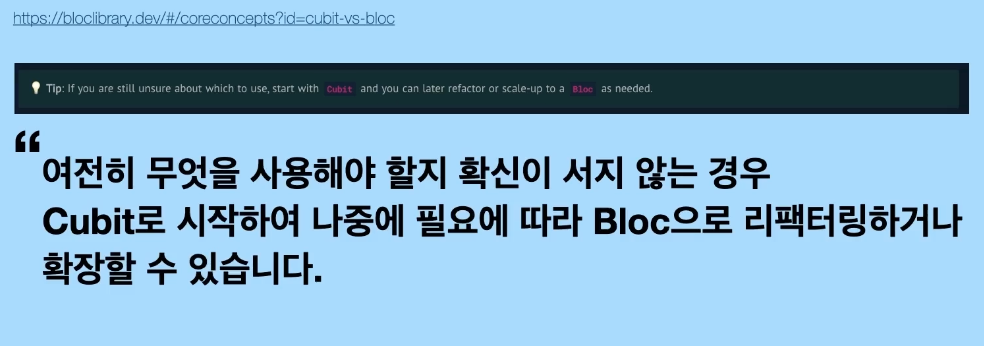 https://bloclibrary.dev/#/coreconcepts?id=cubit-vs-bloc
💡 Tip: If you are still unsure about which to use, start with Cubit and you can later refactor or scale-up to a Bloc as needed.
“
여전히 무엇을 사용해야 할지 확신이 서지 않는 경우
Cubit로 시작하여 나중에 필요에 따라 Bloc으로 리팩터링하거나
확장할 수 있습니다.